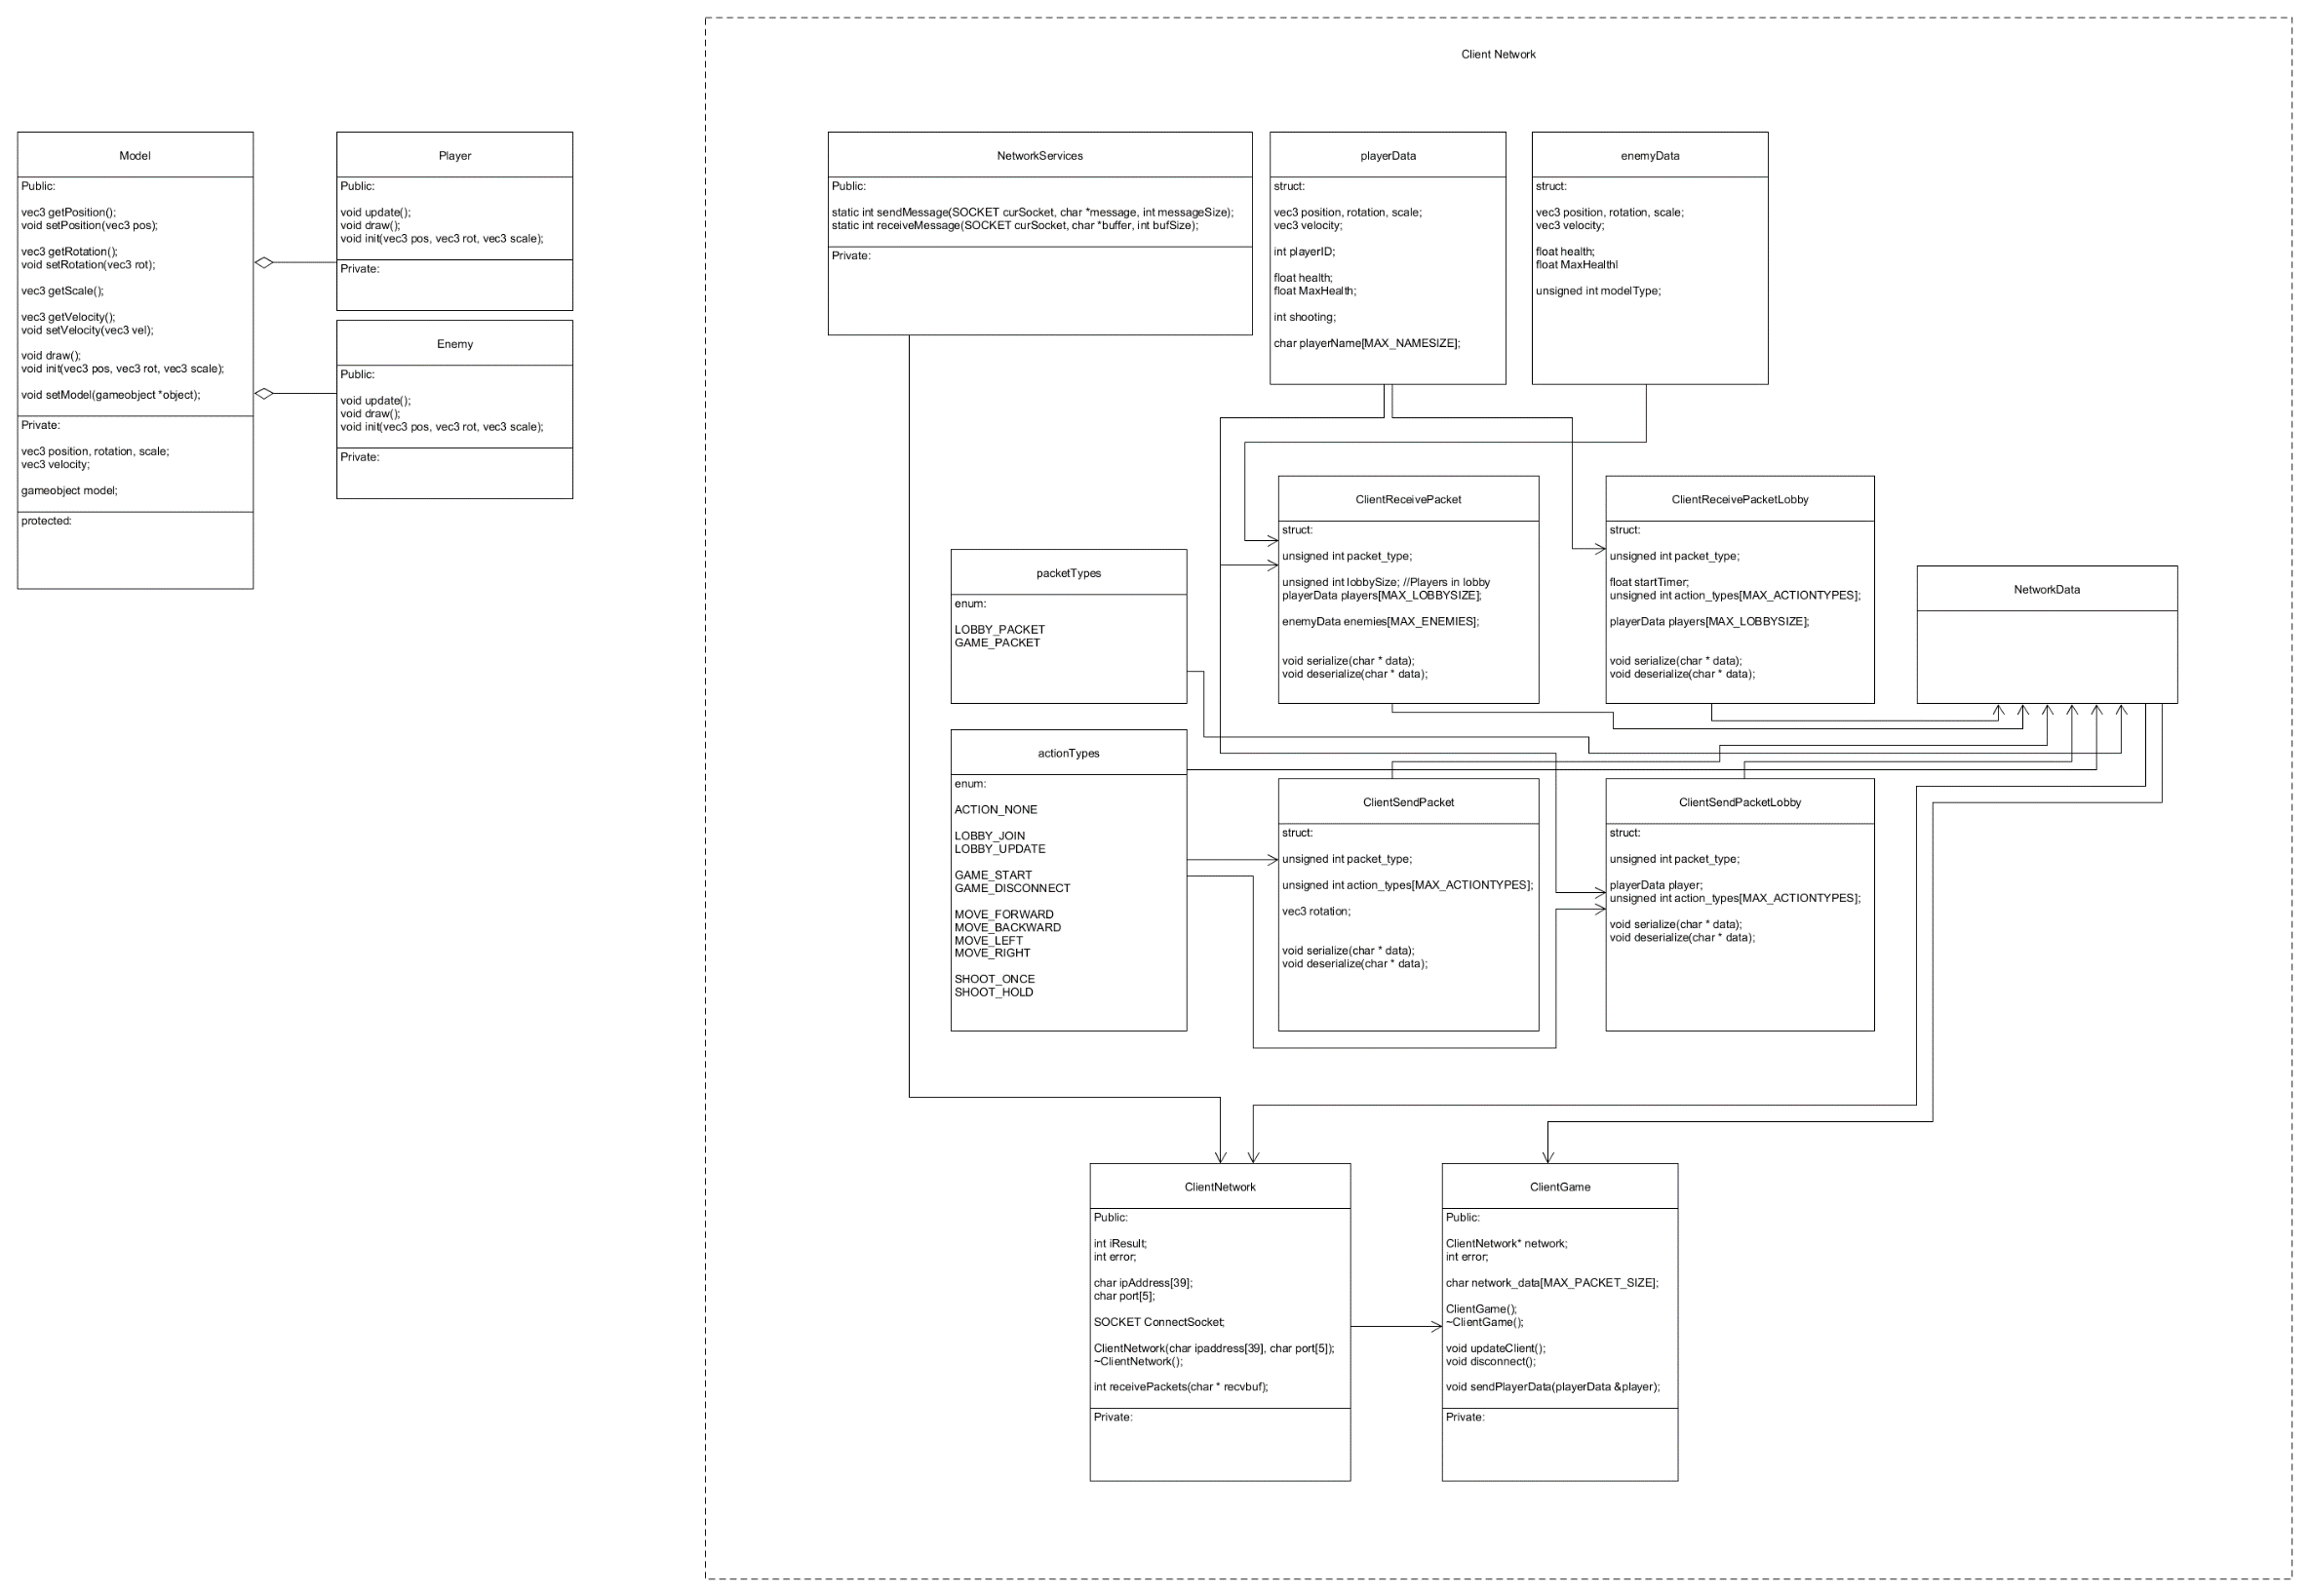 Client Network
Model
Public:
vec3 getPosition();
void setPosition(vec3 pos);
vec3 getRotation();
void setRotation(vec3 rot);
vec3 getScale();
vec3 getVelocity();
void setVelocity(vec3 vel);
void draw();
void init(vec3 pos, vec3 rot, vec3 scale);
void setModel(gameobject *object);
Private:
vec3 position, rotation, scale;
vec3 velocity;
gameobject model;
protected:
Player
Public:
void update();
void draw();
void init(vec3 pos, vec3 rot, vec3 scale);
Private:
Enemy
Public:
void update();
void draw();
void init(vec3 pos, vec3 rot, vec3 scale);
Private:
NetworkServices
Public:
static int sendMessage(SOCKET curSocket, char *message, int messageSize);
static int receiveMessage(SOCKET curSocket, char *buffer, int bufSize);
Private:
playerData
struct:
vec3 position, rotation, scale;
vec3 velocity;
int playerID;
float health;
float MaxHealth;
int shooting;
char playerName[MAX_NAMESIZE];
enemyData
struct:
vec3 position, rotation, scale;
vec3 velocity;
float health;
float MaxHealthl
unsigned int modelType;
ClientReceivePacket
struct:
unsigned int packet_type;
unsigned int lobbySize; //Players in lobby
playerData players[MAX_LOBBYSIZE];
enemyData enemies[MAX_ENEMIES];
void serialize(char * data);
void deserialize(char * data);
ClientReceivePacketLobby
struct:
unsigned int packet_type;
float startTimer;
unsigned int action_types[MAX_ACTIONTYPES];
playerData players[MAX_LOBBYSIZE];
void serialize(char * data);
void deserialize(char * data);
packetTypes
enum:
LOBBY_PACKET
GAME_PACKET
NetworkData
actionTypes
enum:
ACTION_NONE
LOBBY_JOIN
LOBBY_UPDATE
GAME_START
GAME_DISCONNECT
MOVE_FORWARD
MOVE_BACKWARD
MOVE_LEFT
MOVE_RIGHT
SHOOT_ONCE
SHOOT_HOLD
ClientSendPacket
struct:
unsigned int packet_type;
unsigned int action_types[MAX_ACTIONTYPES];
vec3 rotation;
void serialize(char * data);
void deserialize(char * data);
ClientSendPacketLobby
struct:
unsigned int packet_type;
playerData player;
unsigned int action_types[MAX_ACTIONTYPES];
void serialize(char * data);
void deserialize(char * data);
ClientNetwork
Public:
int iResult;
int error;
char ipAddress[39];
char port[5];
SOCKET ConnectSocket;
ClientNetwork(char ipaddress[39], char port[5]);
~ClientNetwork();
int receivePackets(char * recvbuf);
Private:
ClientGame
Public:
ClientNetwork* network;
int error;
char network_data[MAX_PACKET_SIZE];
ClientGame();
~ClientGame();
void updateClient();
void disconnect();
void sendPlayerData(playerData &player);
Private: